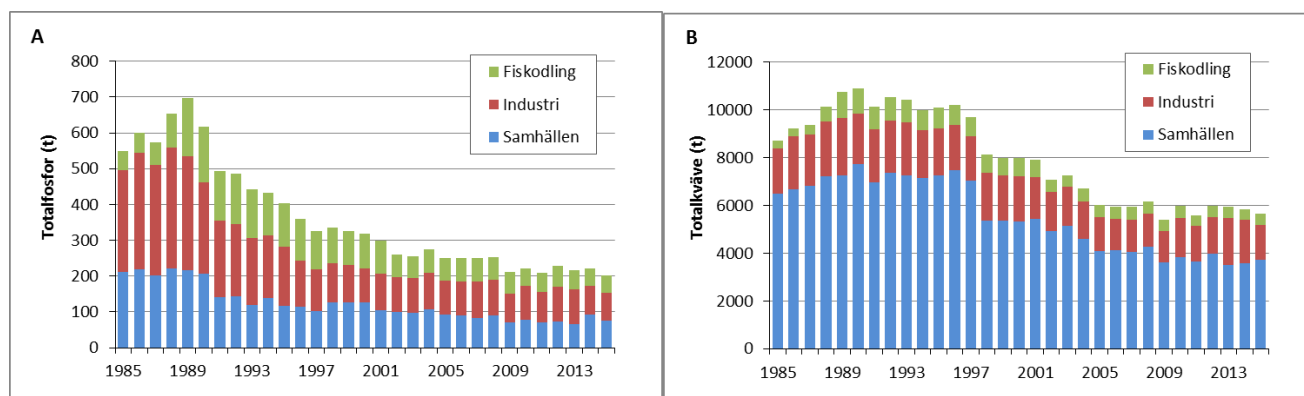 A
Totalfosfor (t)
800
700
600
500
400
300
200
100
0
1985 1989 1993 1997 2001 2005 2009 2013
Fiskodling
Industri
Samhällen
B
Totalkväve (t)
12000
10000
8000
6000
4000
2000
0
1985 1989 1993 1997 2001 2005 2009 2013
Fiskodling
Industri
Samhällen